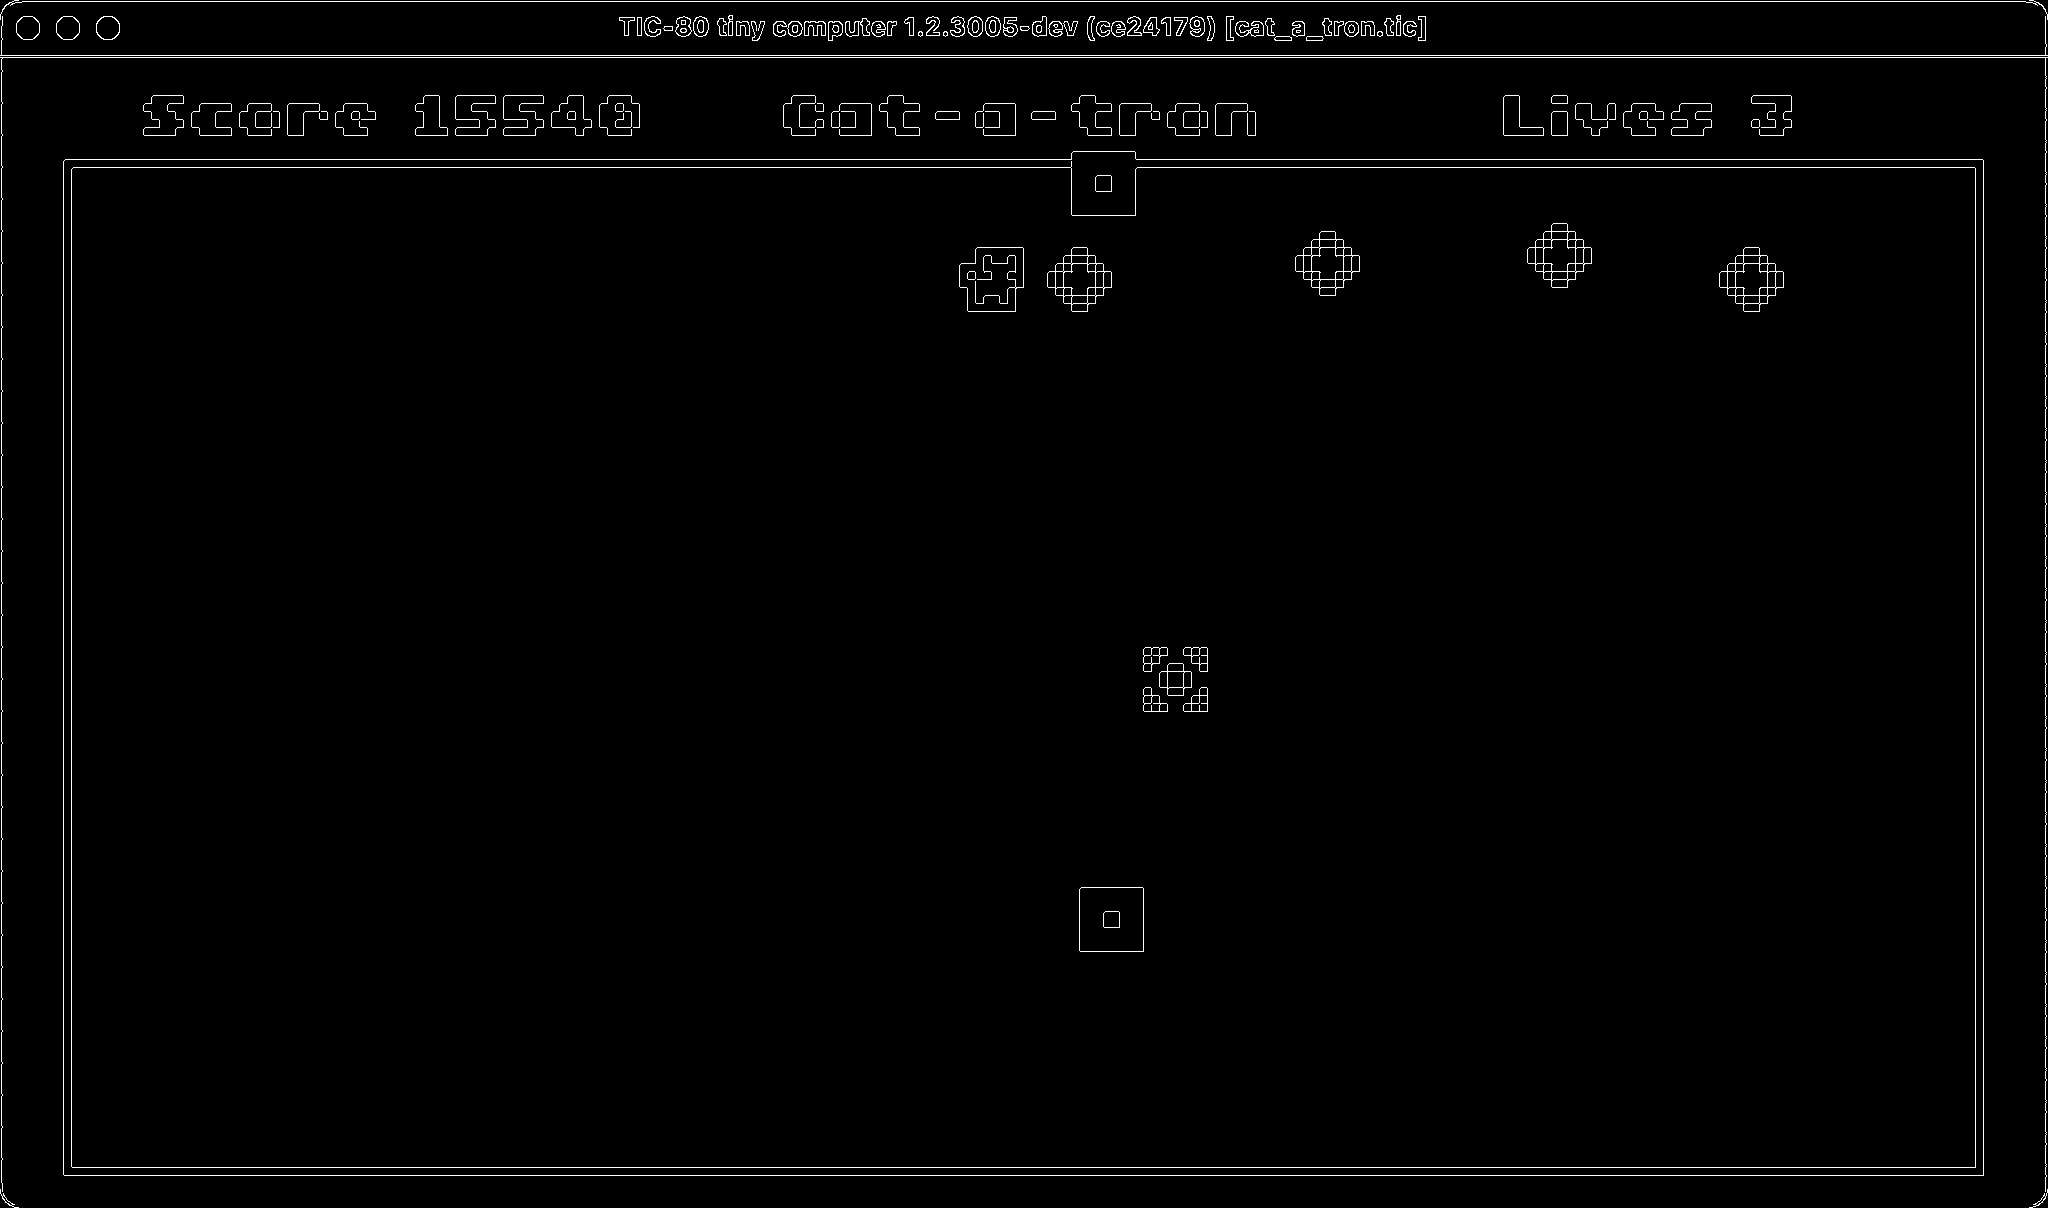 TIC-80 tiny computer 1.2.3005-dev (ce24179) [cat_a_tron.tic]
Score 15540 Cat-a-tron Lives 3